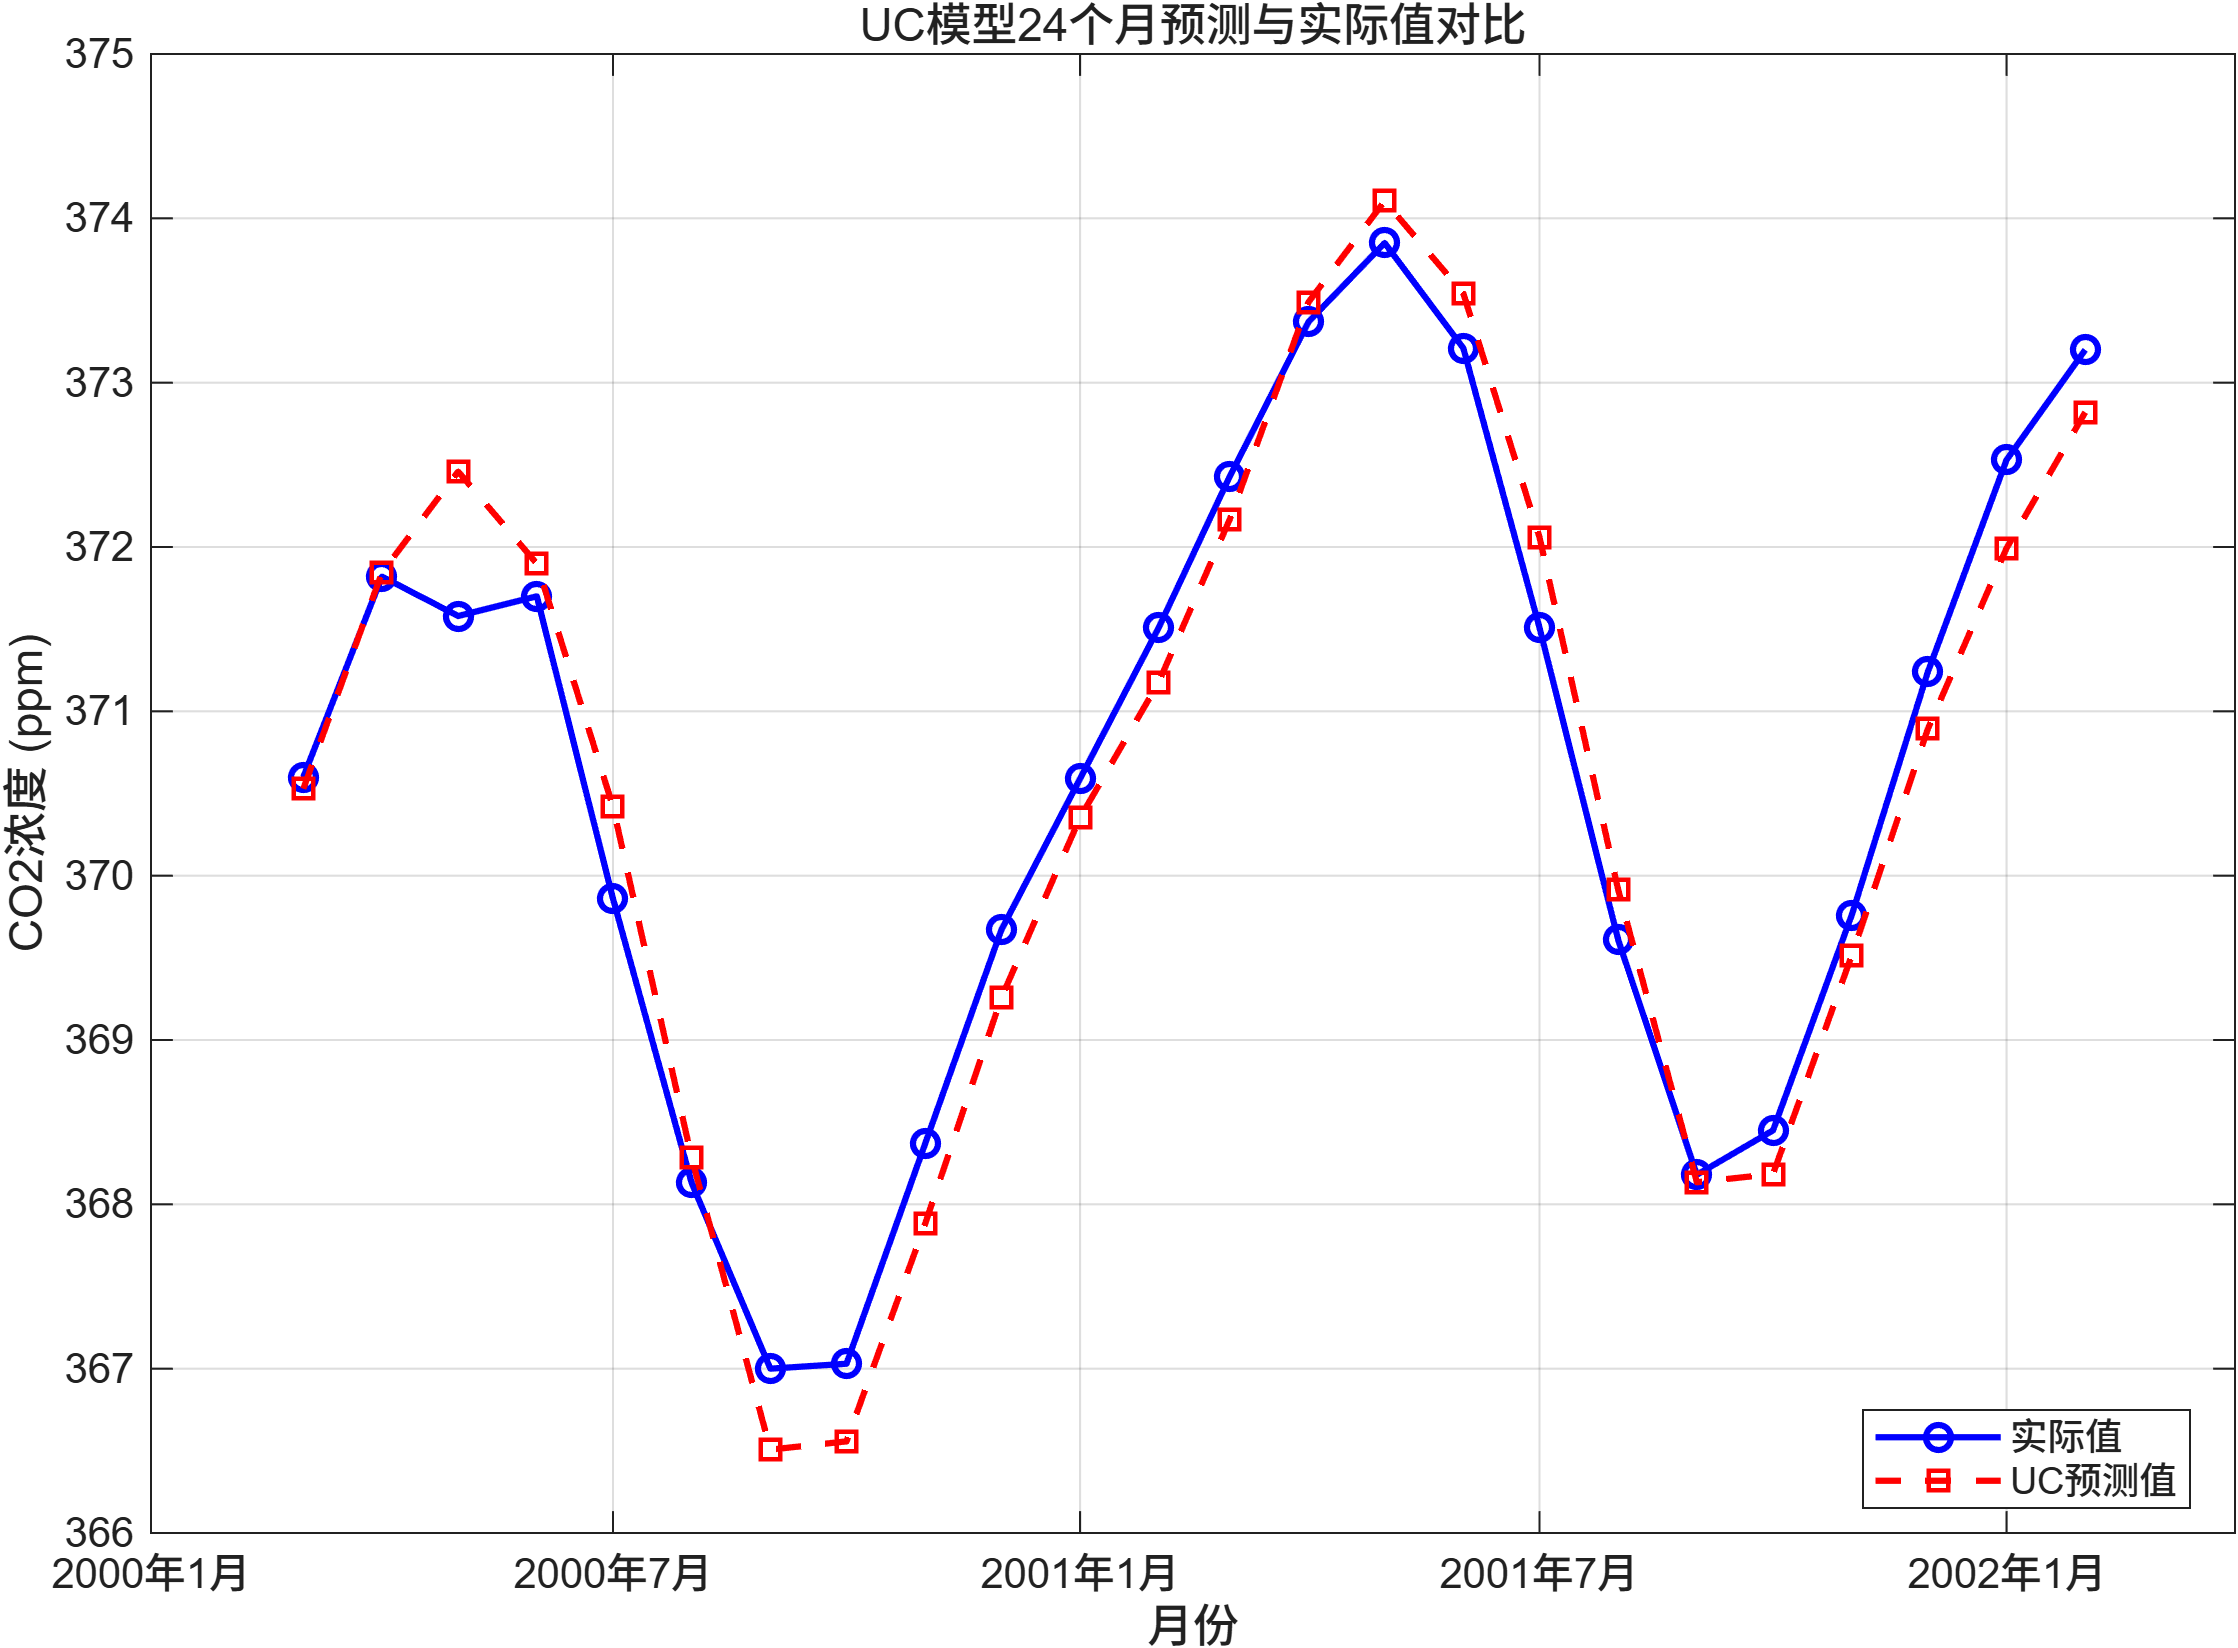 UC模型24个月预测与实际值对比
375
374
373
372
371
370
369
368
367
366
CO2浓度 (ppm)
2000年1月
2000年7月
2001年1月
2001年7月
2002年1月
月份
实际值
UC预测值